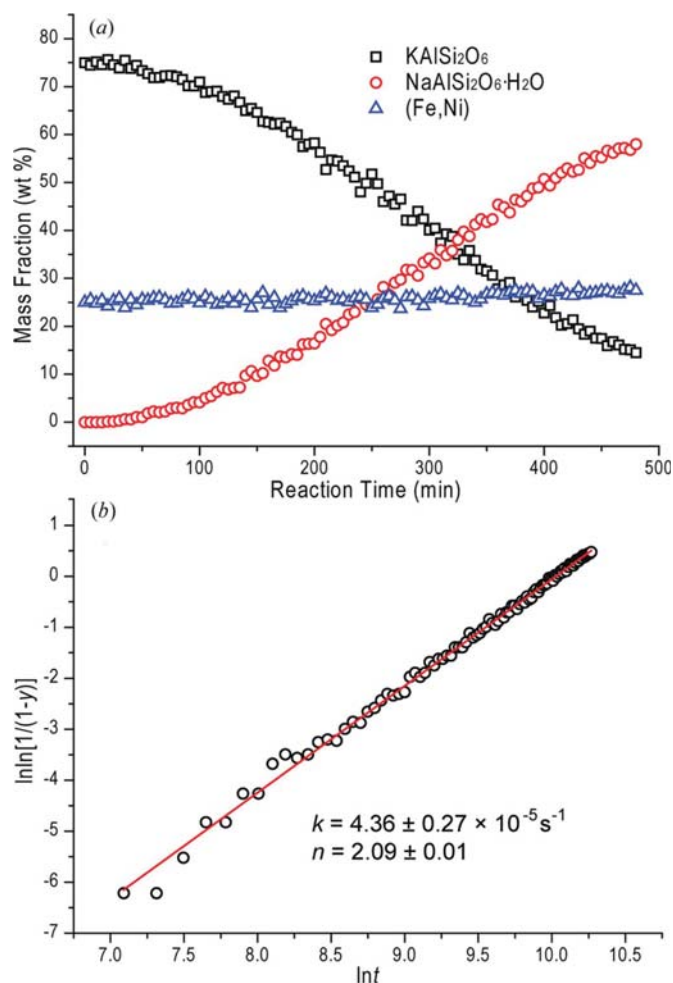 (a)
KAlSi₂O₆
NaAlSi₂O₆·H₂O
(Fe,Ni)
Mass Fraction (wt %)
80
70
60
50
40
30
20
10
0
0 100 200 300 400 500
Reaction Time (min)
(b)
lnln[1/(1-y)]
1
0
-1
-2
-3
-4
-5
-6
-7
k = 4.36 ± 0.27 × 10⁻⁵s⁻¹
n = 2.09 ± 0.01
7.0 7.5 8.0 8.5 9.0 9.5 10.0 10.5
lnt